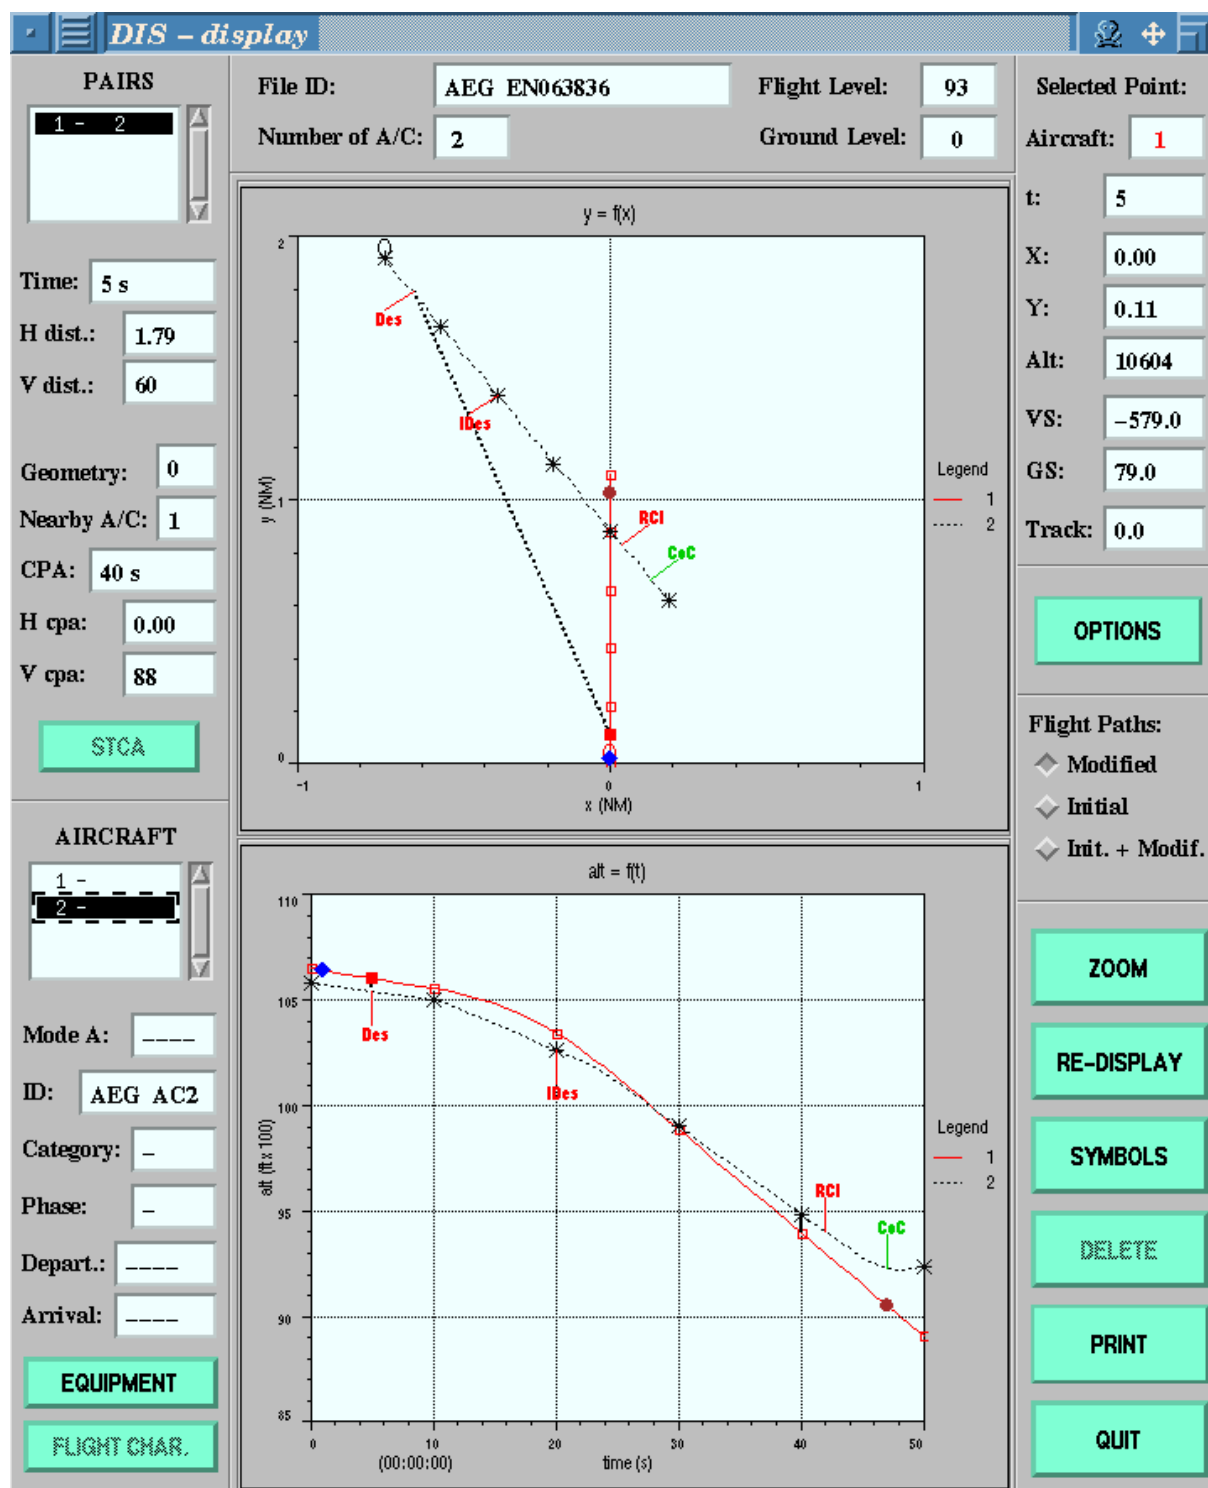 DIS – display
PAIRS
1 – 2
Time: 5 s
H dist.: 1.79
V dist.: 60
Geometry: 0
Nearby A/C: 1
CPA: 40 s
H cpa: 0.00
V cpa: 88
STCA
AIRCRAFT
1 –
2 –
Mode A: ____
ID: AEG AC2
Category: _
Phase: _
Depart.: ____
Arrival: ____
EQUIPMENT
FLIGHT CHAR.
File ID: AEG EN063836
Flight Level: 93
Number of A/C: 2
Ground Level: 0
y = f(x)
2
Des
IDes
y (NM)
1
RCI
CoC
0
-1 0 1
x (NM)
Legend
1
2
alt = f(t)
110
105
Des
IDes
100
alt (ft x 100)
95
RCI
CoC
90
85
0 10 20 30 40 50
(00:00:00) time (s)
Legend
1
2
Selected Point:
Aircraft: 1
t: 5
X: 0.00
Y: 0.11
Alt: 10604
VS: -579.0
GS: 79.0
Track: 0.0
OPTIONS
Flight Paths:
Modified
Initial
Init. + Modif.
ZOOM
RE-DISPLAY
SYMBOLS
DELETE
PRINT
QUIT